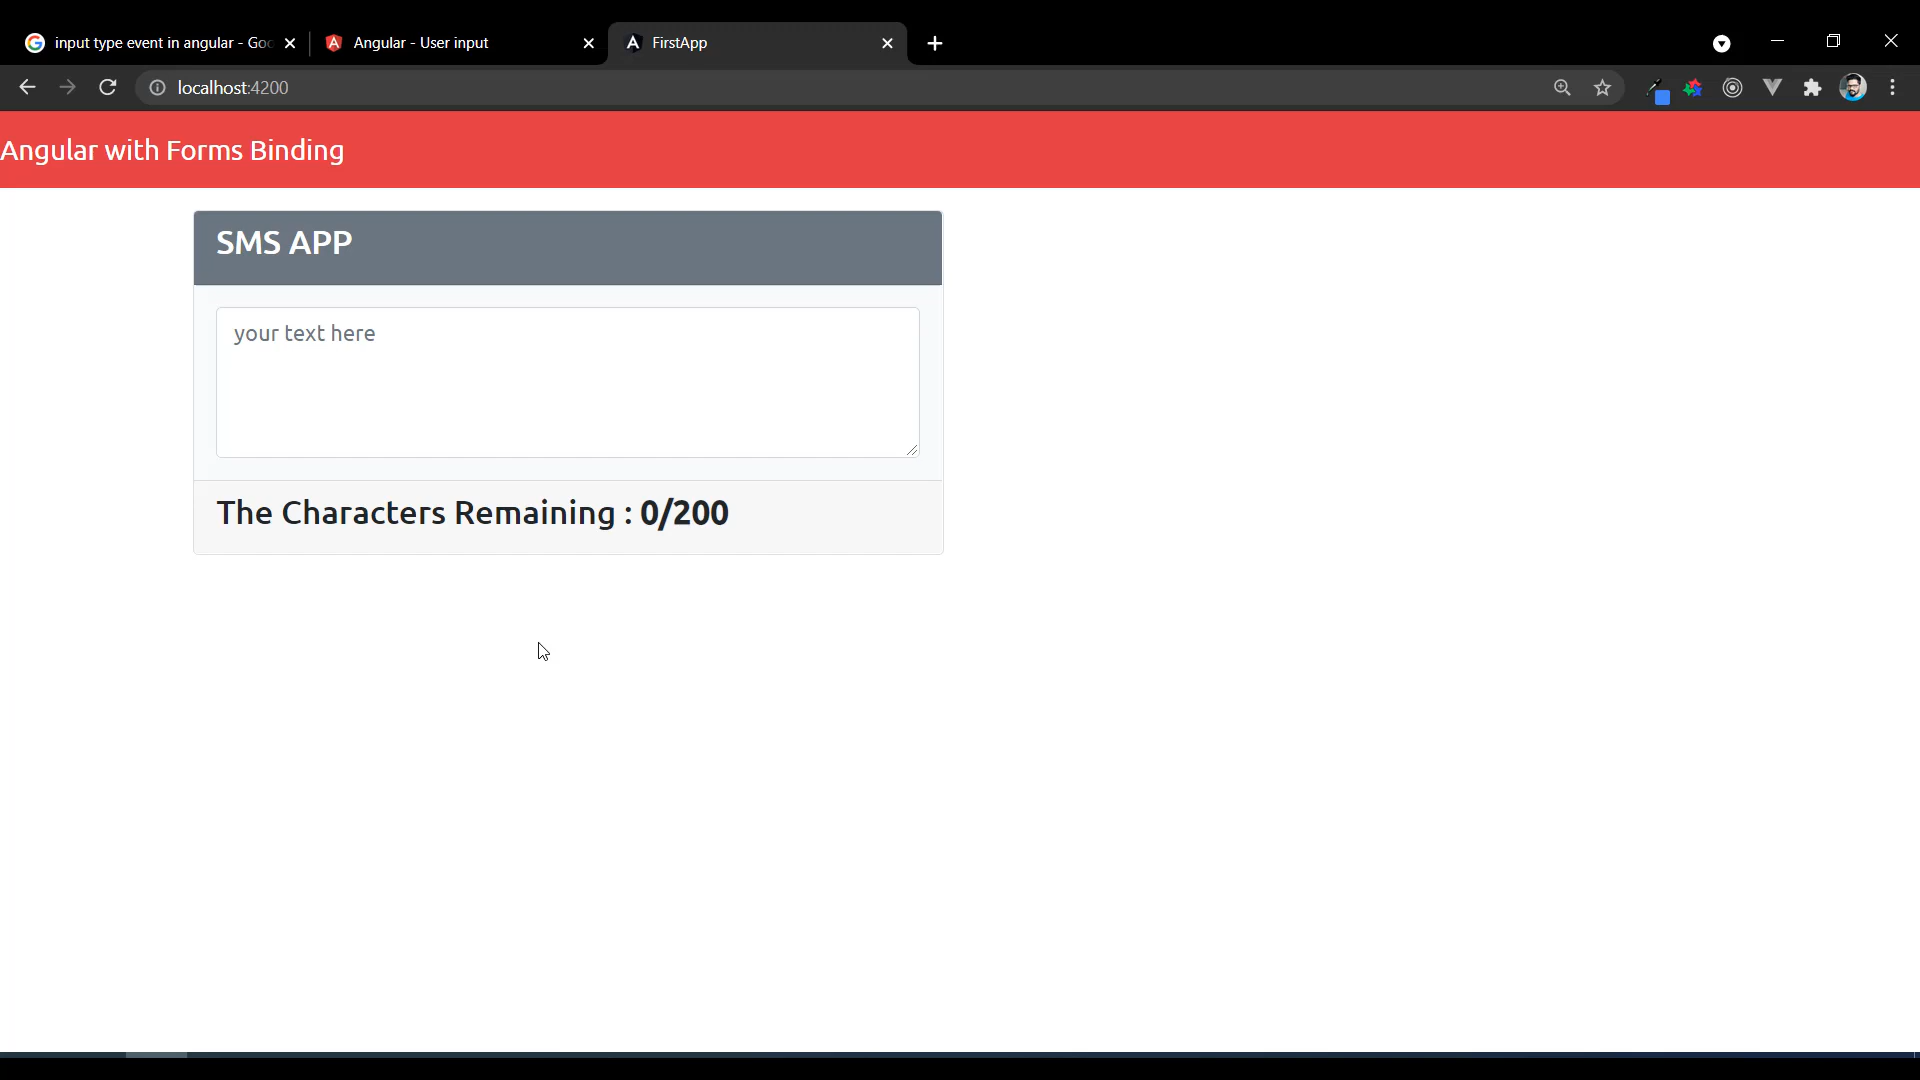 input type event in angular - Goo
Angular - User input
FirstApp
localhost:4200
Angular with Forms Binding
SMS APP
your text here
The Characters Remaining : 0/200